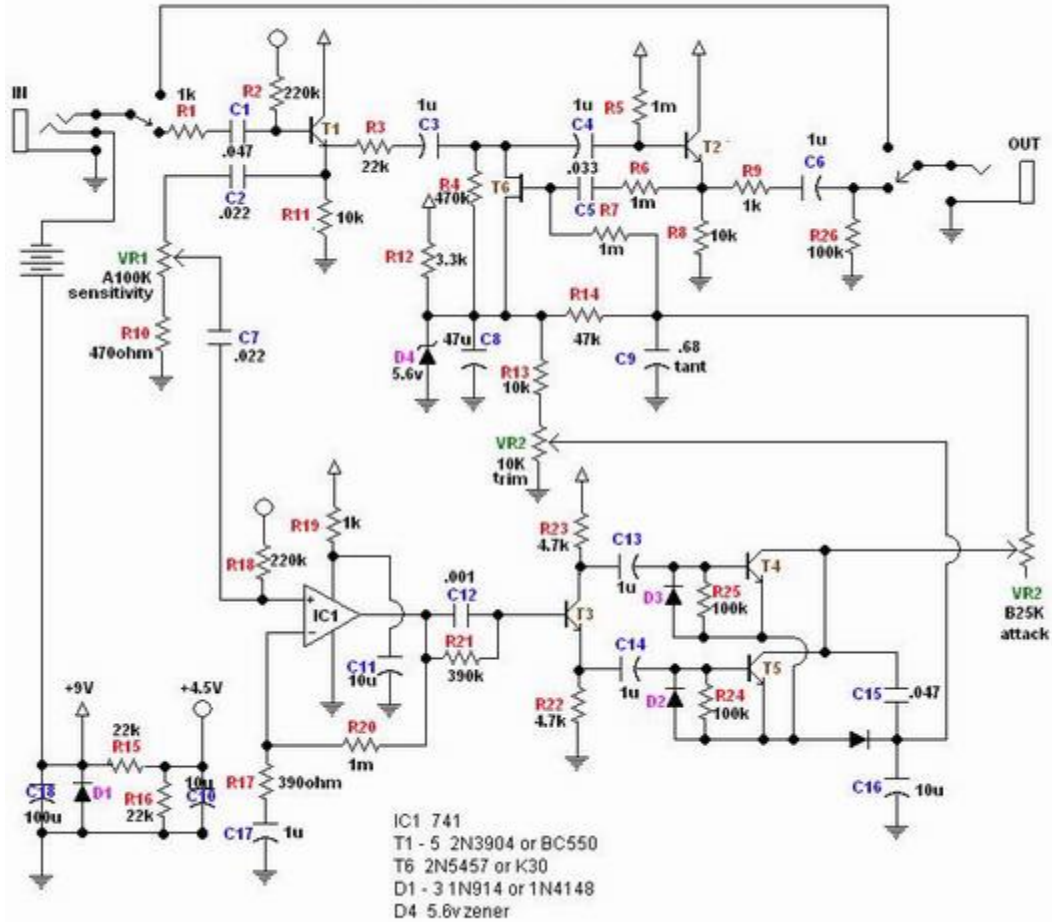 IN
1k
R1
C1
.047
R2
220k
T1
C2
.022
R11
10k
R3
22k
1u
C3
R4
470k
T6
1u
C4
.033
C5
R5
1m
R6
1m
R7
1m
T2
R8
10k
R9
1k
1u
C6
R26
100k
OUT
VR1
A100K
sensitivity
R10
470ohm
C7
.022
R12
3.3k
D4
5.6v
47u
C8
R14
47k
C9
.68
tant
R13
10k
VR2
10K
trim
R19
1k
R18
220k
+
IC1
-
C11
10u
.001
C12
R21
390k
R20
1m
R17
390ohm
C17
1u
R23
4.7k
T3
R22
4.7k
C13
1u
D3
R25
100k
T4
C14
1u
D2
R24
100k
T5
VR2
B25K
attack
C15
.047
C16
10u
+9V
+4.5V
22k
R15
R16
22k
10u
C10
C18
100u
D1
IC1 741
T1 - 5 2N3904 or BC550
T6 2N5457 or K30
D1 - 3 1N914 or 1N4148
D4 5.6v zener